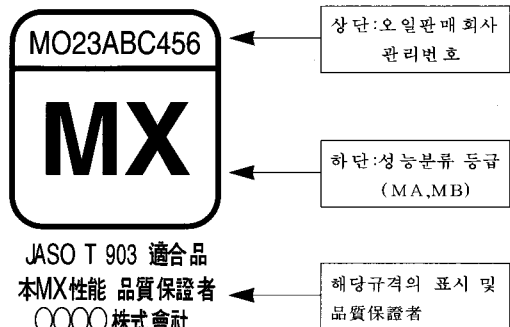 MO23ABC456
MX
JASO T 903 適合品
本MX性能 品質保證者
○○○○株式會社
상단:오일판매회사
관리번호
하단:성능분류 등급
(MA,MB)
해당규격의 표시 및
品質保證者